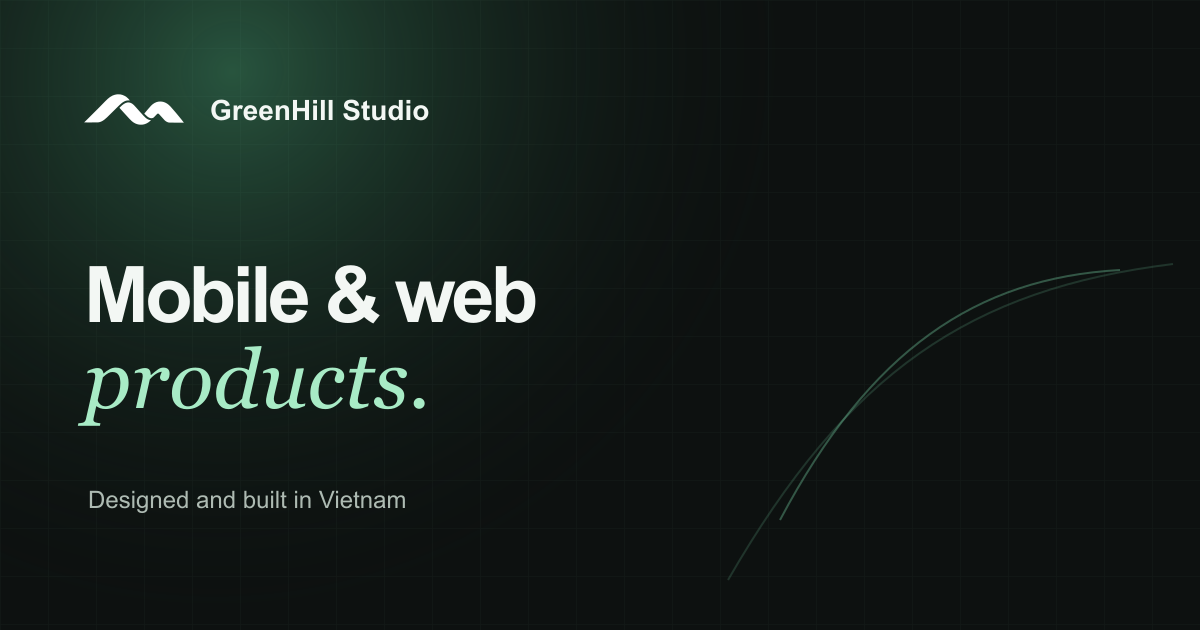 GreenHill Studio
Mobile & web
products.
Designed and built in Vietnam